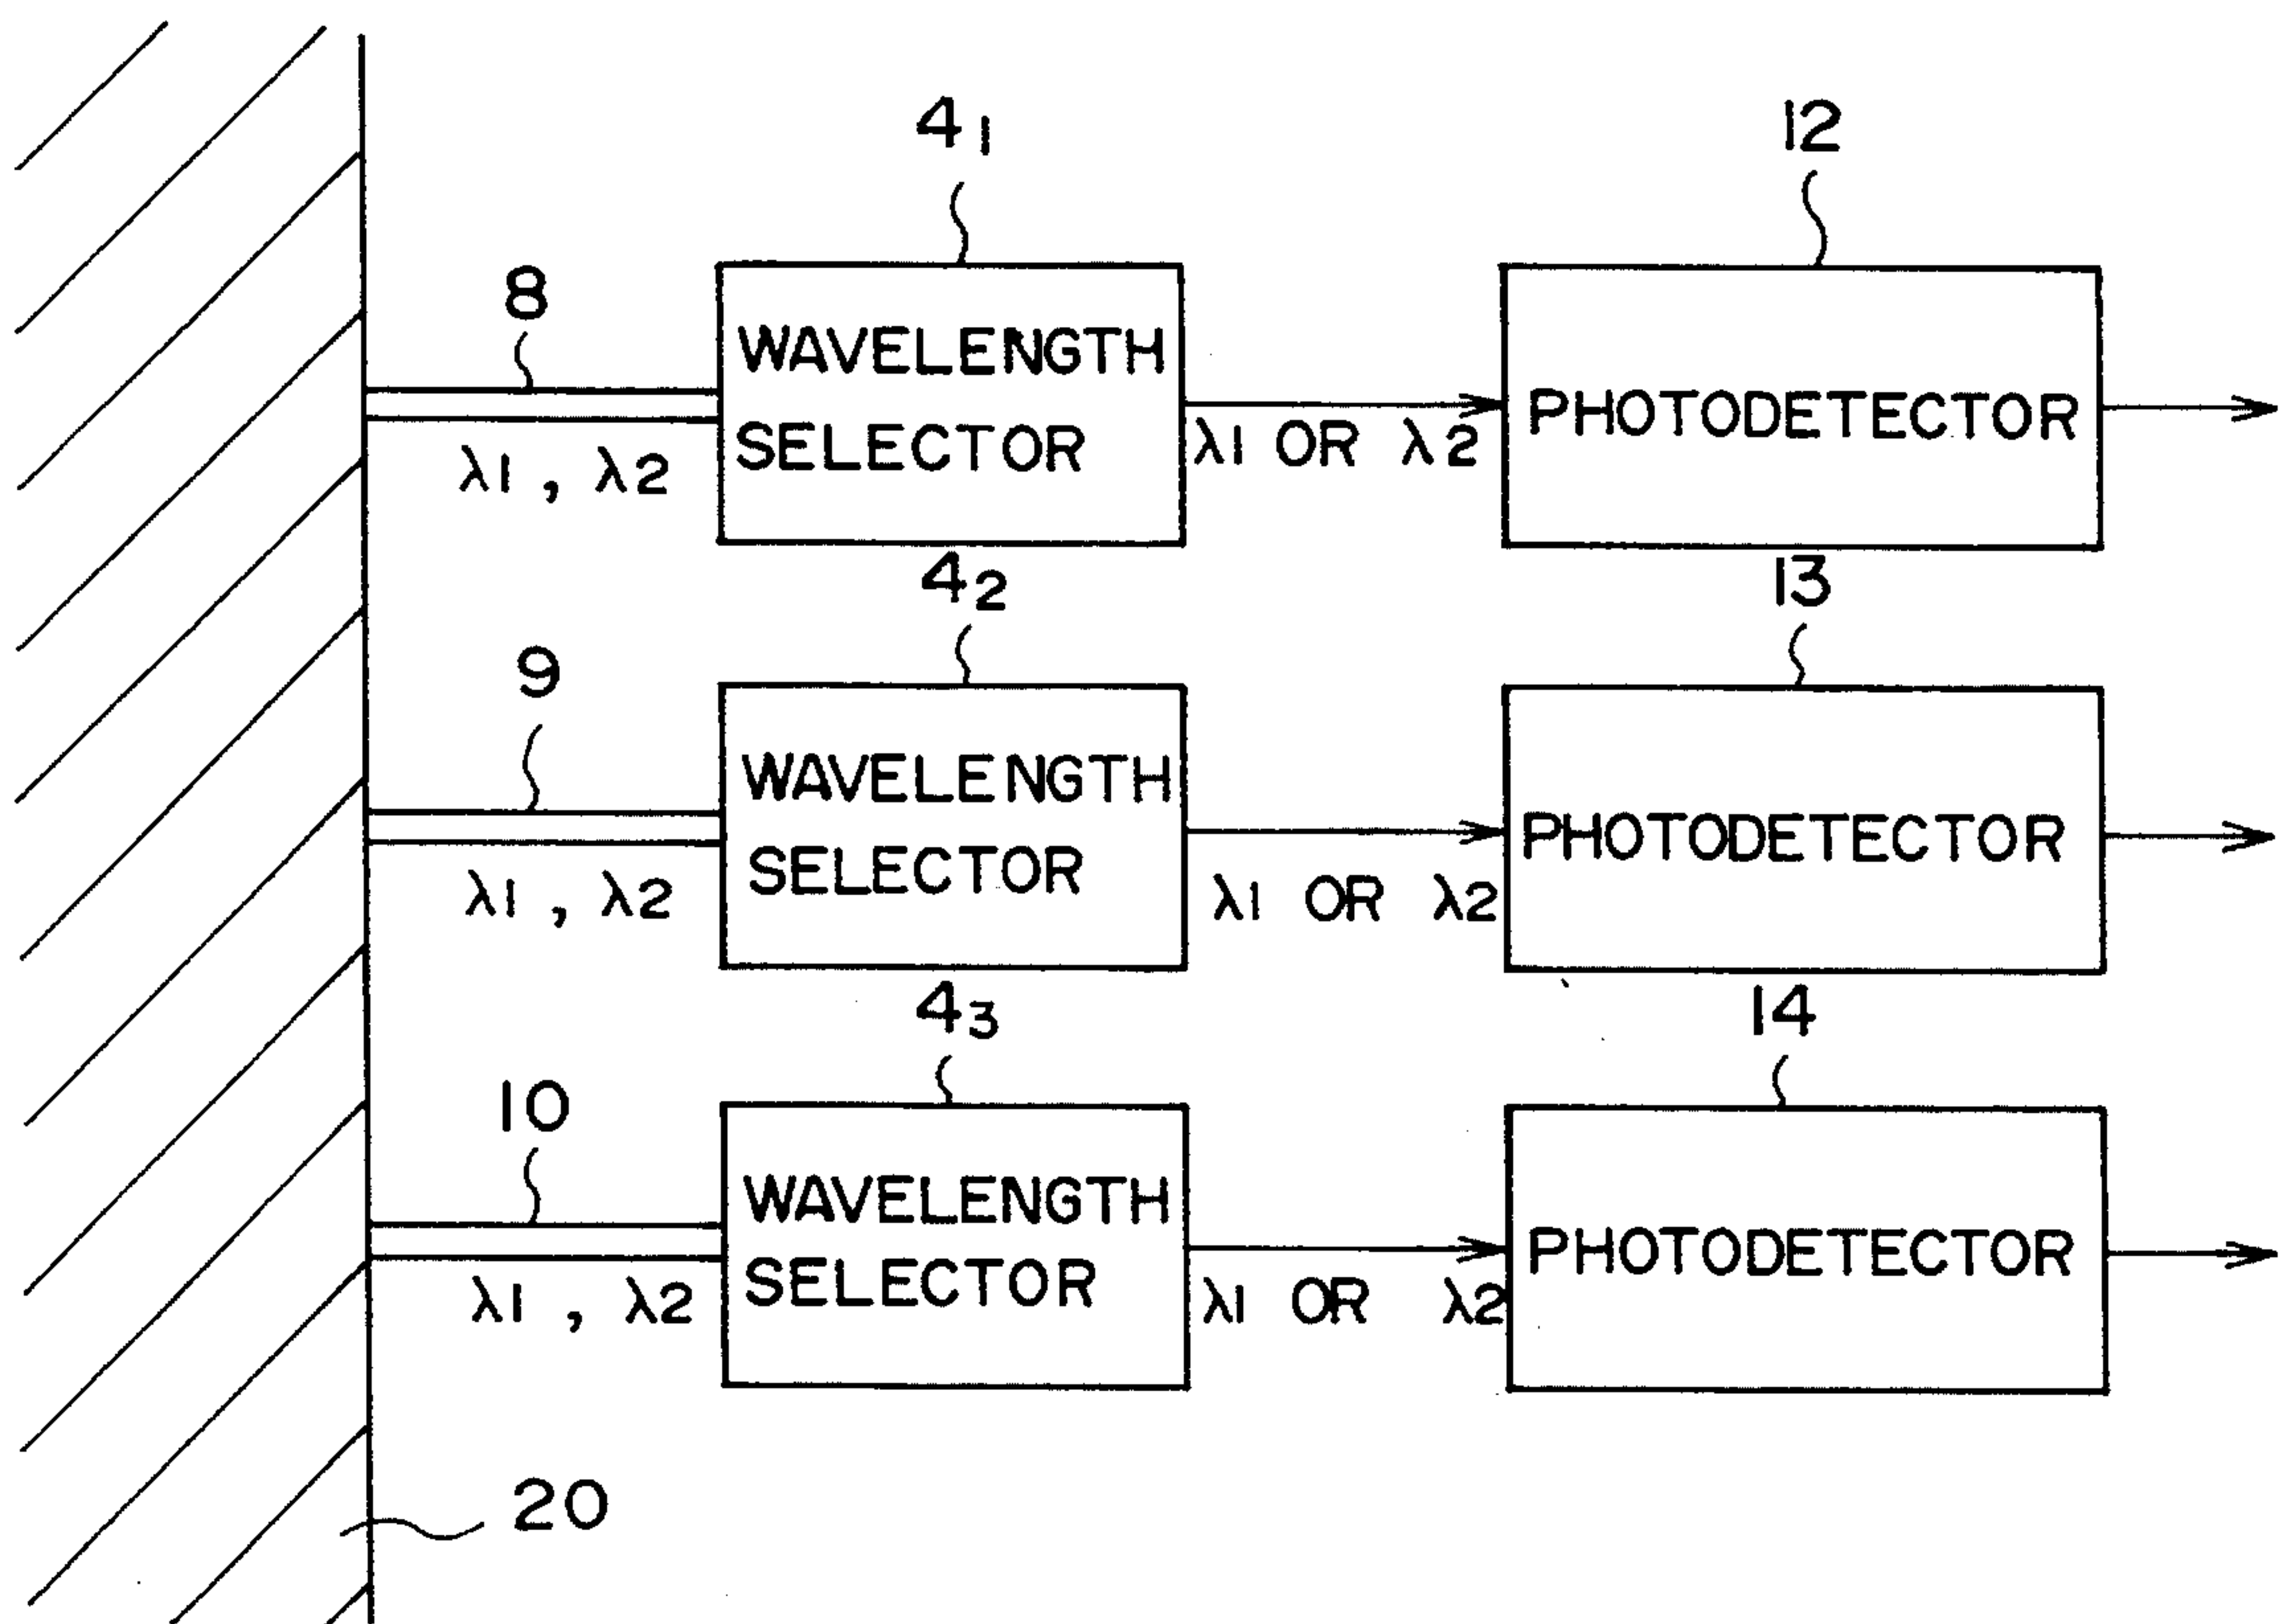 4₁
12
8
WAVELENGTH
SELECTOR
PHOTODETECTOR
λ1 , λ2
λ1 OR λ2
4₂
13
9
WAVELENGTH
SELECTOR
PHOTODETECTOR
λ1 , λ2
λ1 OR λ2
4₃
14
10
WAVELENGTH
SELECTOR
PHOTODETECTOR
λ1 , λ2
λ1 OR λ2
20